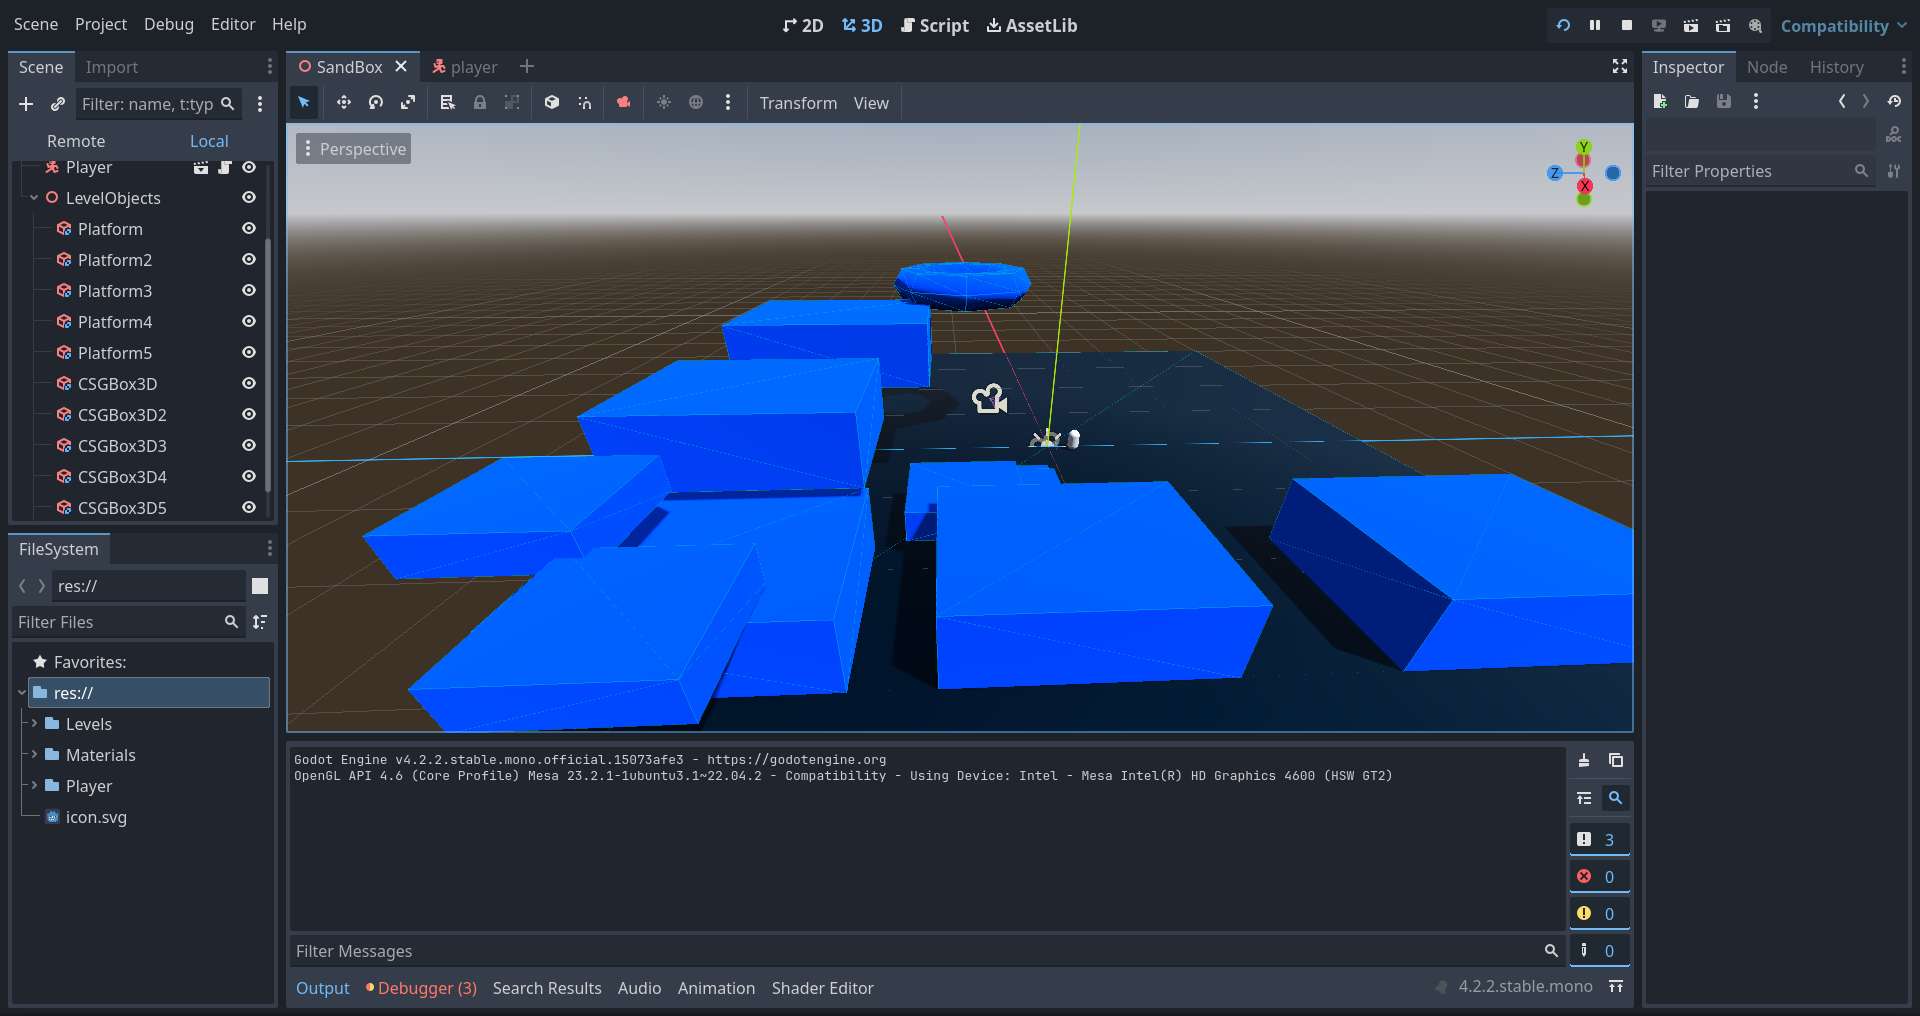 Scene Project Debug Editor Help
2D 3D Script AssetLib
Compatibility
Scene Import
Filter: name, t:typ
Remote Local
Player
LevelObjects
Platform
Platform2
Platform3
Platform4
Platform5
CSGBox3D
CSGBox3D2
CSGBox3D3
CSGBox3D4
CSGBox3D5
FileSystem
res://
Filter Files
Favorites:
res://
Levels
Materials
Player
icon.svg
SandBox player
Transform View
Perspective
Y
Z
X
Godot Engine v4.2.2.stable.mono.official.15073afe3 - https://godotengine.org
OpenGL API 4.6 (Core Profile) Mesa 23.2.1-1ubuntu3.1~22.04.2 - Compatibility - Using Device: Intel - Mesa Intel(R) HD Graphics 4600 (HSW GT2)
3
0
0
0
Filter Messages
Output Debugger (3) Search Results Audio Animation Shader Editor
4.2.2.stable.mono
Inspector Node History
DOC
Filter Properties